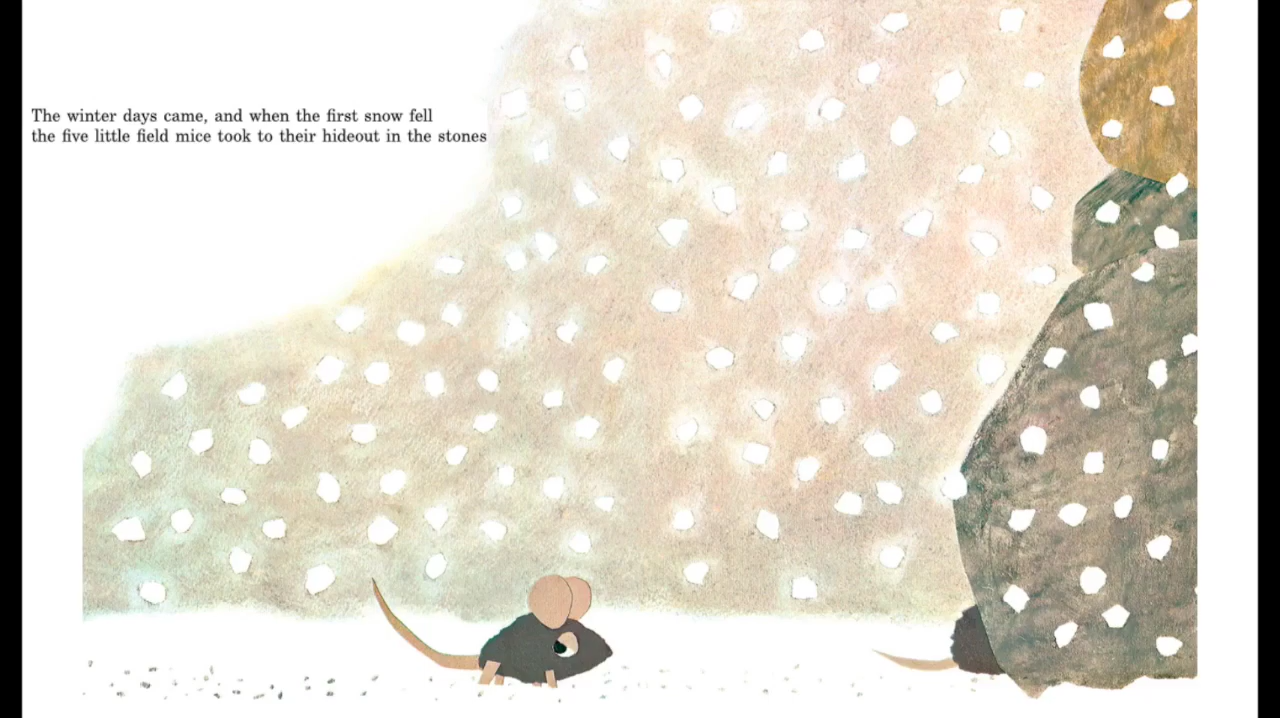 The winter days came, and when the first snow fell
the five little field mice took to their hideout in the stones